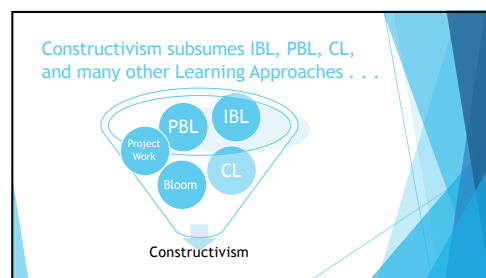 Constructivism subsumes IBL, PBL, CL,
and many other Learning Approaches . . .
IBL
PBL
Project
Work
CL
Bloom
Constructivism